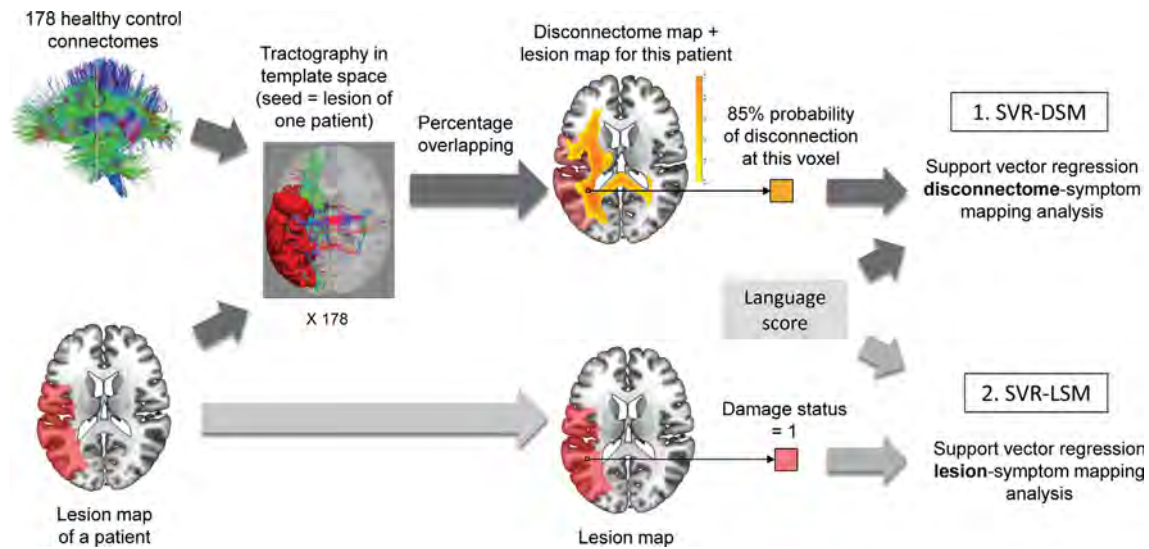 178 healthy control
connectomes
Tractography in
template space
(seed = lesion of
one patient)
X 178
Percentage
overlapping
Disconnectome map +
lesion map for this patient
85% probability
of disconnection
at this voxel
1. SVR-DSM
Support vector regression
disconnectome-symptom
mapping analysis
Language
score
Lesion map
of a patient
Lesion map
Damage status
= 1
2. SVR-LSM
Support vector regression
lesion-symptom mapping
analysis